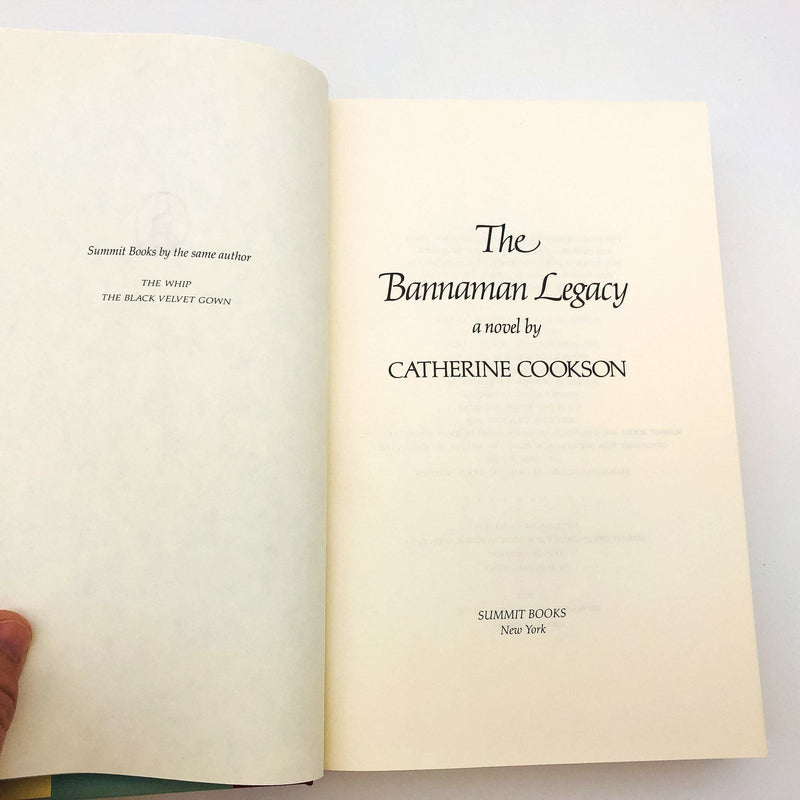 Summit Books by the same author
THE WHIP
THE BLACK VELVET GOWN
The
Bannaman Legacy
a novel by
CATHERINE COOKSON
SUMMIT BOOKS
New York